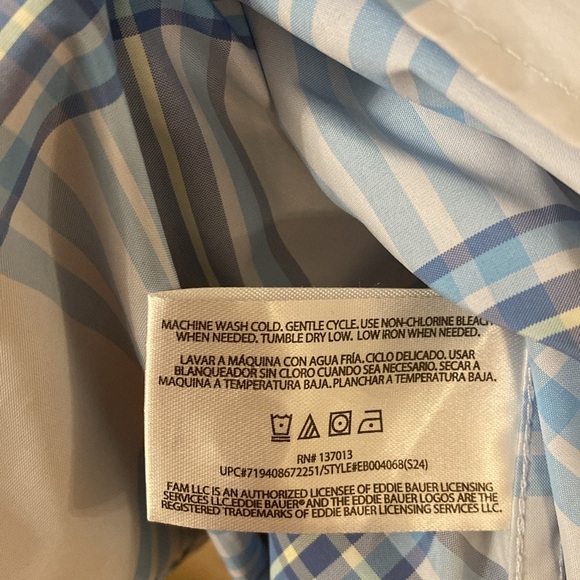 MACHINE WASH COLD. GENTLE CYCLE. USE NON-CHLORINE BLEACH
WHEN NEEDED. TUMBLE DRY LOW. LOW IRON WHEN NEEDED.
LAVAR A MÁQUINA CON AGUA FRÍA. CICLO DELICADO. USAR
BLANQUEADOR SIN CLORO CUANDO SEA NECESARIO. SECAR A
MAQUINA A TEMPERATURA BAJA. PLANCHAR A TEMPERATURA BAJA.
RN# 137013
UPC#719408672251/STYLE#EB004068(S24)
FAM LLC IS AN AUTHORIZED LICENSEE OF EDDIE BAUER LICENSING
SERVICES LLC.EDDIE BAUER® AND THE EDDIE BAUER LOGOS ARE THE
REGISTERED TRADEMARKS OF EDDIE BAUER LICENSING SERVICES LLC.